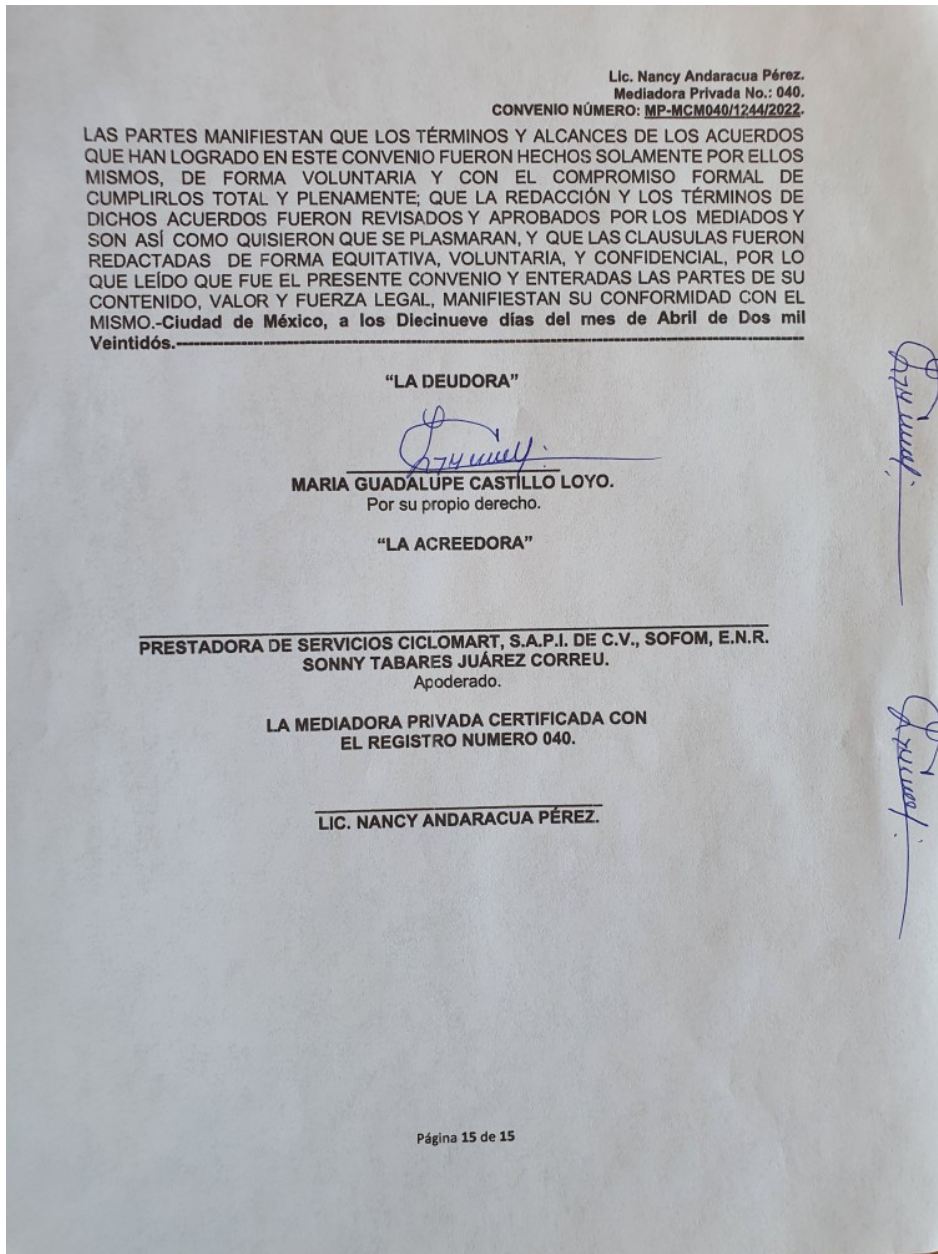 Lic. Nancy Andaracua Pérez.
Mediadora Privada No.: 040.
CONVENIO NÚMERO: MP-MCM040/1244/2022.
LAS PARTES MANIFIESTAN QUE LOS TÉRMINOS Y ALCANCES DE LOS ACUERDOS
QUE HAN LOGRADO EN ESTE CONVENIO FUERON HECHOS SOLAMENTE POR ELLOS
MISMOS, DE FORMA VOLUNTARIA Y CON EL COMPROMISO FORMAL DE
CUMPLIRLOS TOTAL Y PLENAMENTE; QUE LA REDACCIÓN Y LOS TÉRMINOS DE
DICHOS ACUERDOS FUERON REVISADOS Y APROBADOS POR LOS MEDIADOS Y
SON ASÍ COMO QUISIERON QUE SE PLASMARAN, Y QUE LAS CLAUSULAS FUERON
REDACTADAS DE FORMA EQUITATIVA, VOLUNTARIA, Y CONFIDENCIAL, POR LO
QUE LEÍDO QUE FUE EL PRESENTE CONVENIO Y ENTERADAS LAS PARTES DE SU
CONTENIDO, VALOR Y FUERZA LEGAL, MANIFIESTAN SU CONFORMIDAD CON EL
MISMO.-Ciudad de México, a los Diecinueve días del mes de Abril de Dos mil
Veintidós.-----------------------------------------------------------------------
“LA DEUDORA”
MARIA GUADALUPE CASTILLO LOYO.
Por su propio derecho.
“LA ACREEDORA”
PRESTADORA DE SERVICIOS CICLOMART, S.A.P.I. DE C.V., SOFOM, E.N.R.
SONNY TABARES JUÁREZ CORREU.
Apoderado.
LA MEDIADORA PRIVADA CERTIFICADA CON
EL REGISTRO NUMERO 040.
LIC. NANCY ANDARACUA PÉREZ.
Página 15 de 15